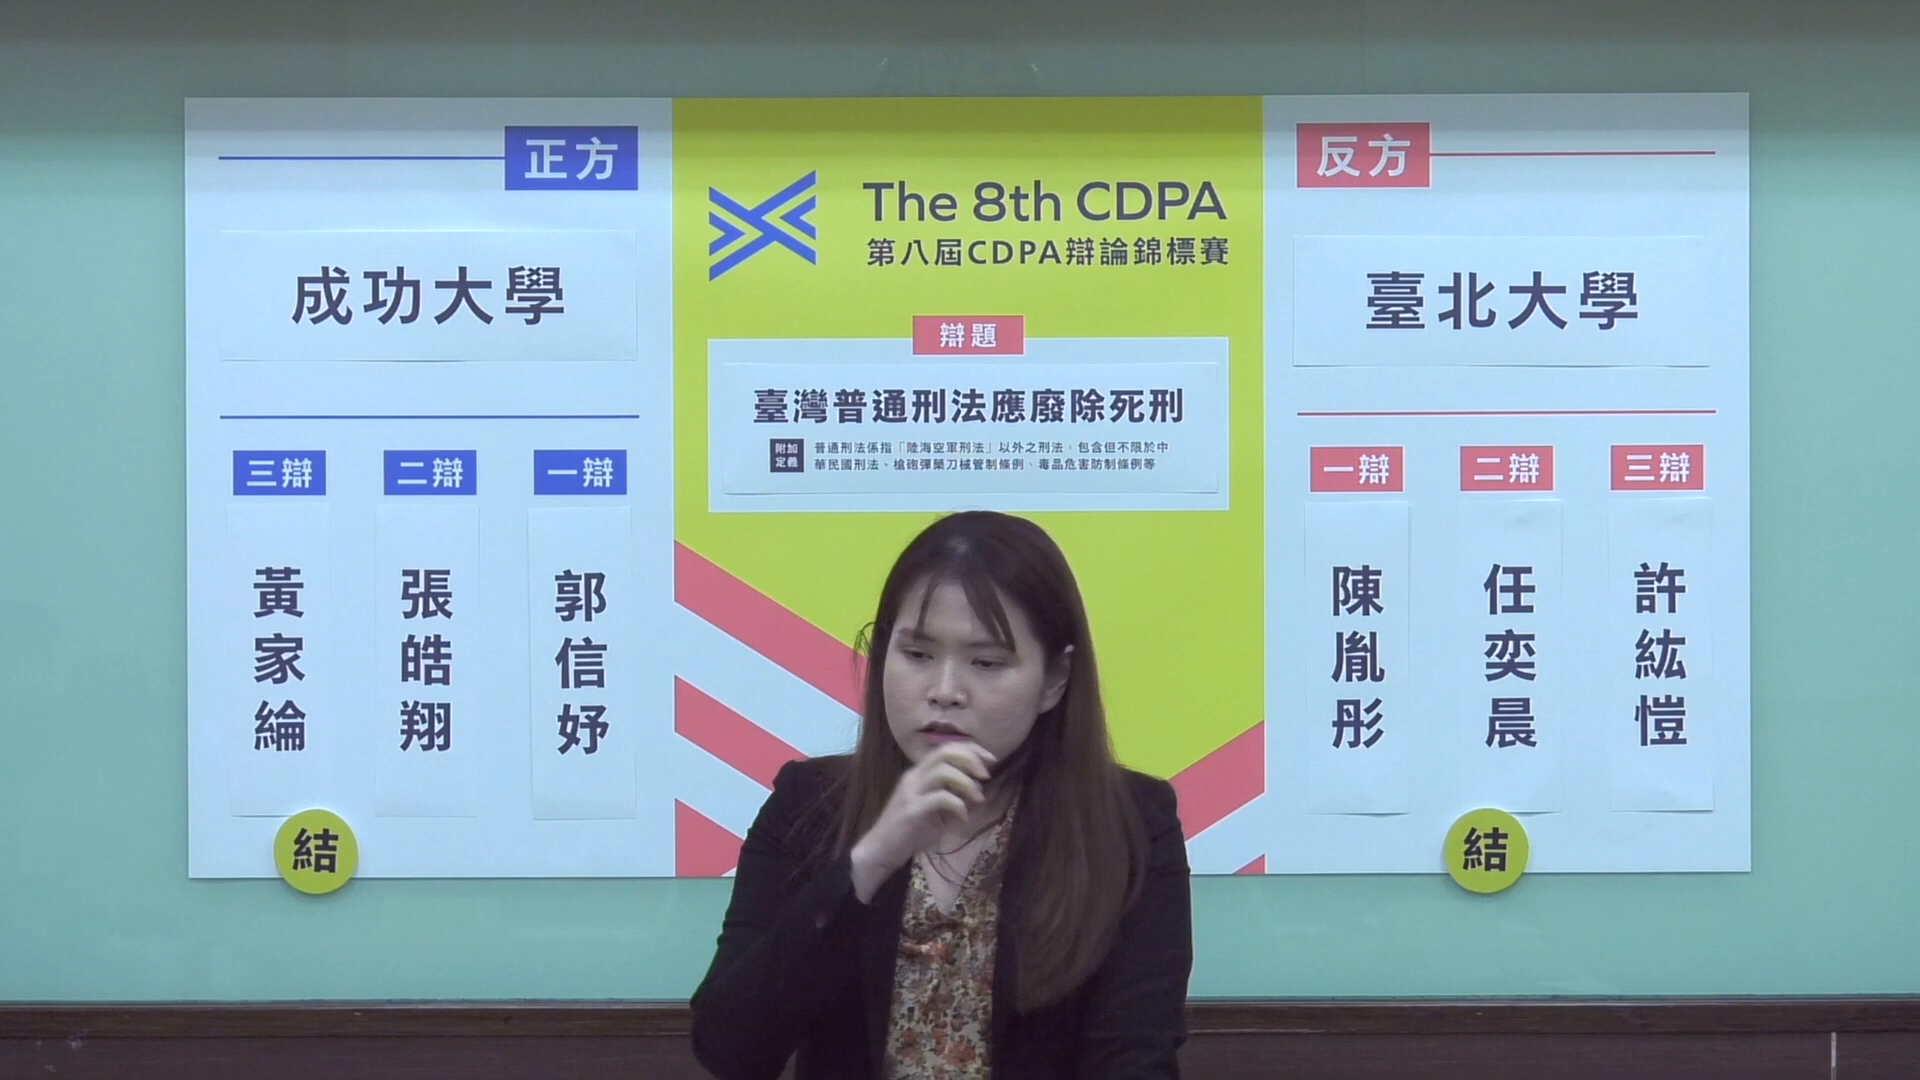 正方
成功大學
三辯
二辯
一辯
黃家綸
張皓翔
郭信妤
結
The 8th CDPA
第八屆CDPA辯論錦標賽
辯題
臺灣普通刑法應廢除死刑
附加
定義
普通刑法係指「陸海空軍刑法」以外之刑法，包含但不限於中
華民國刑法、槍砲彈藥刀械管制條例、毒品危害防制條例等
反方
臺北大學
一辯
二辯
三辯
陳胤彤
任奕晨
許紘愷
結